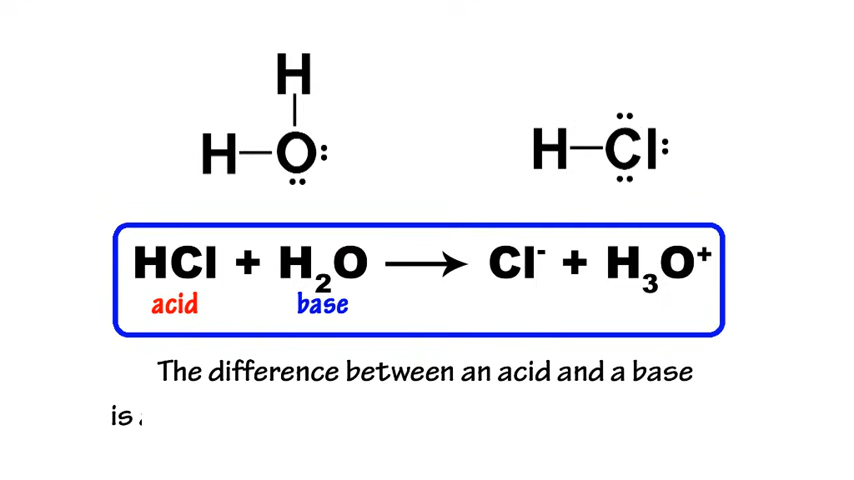 H
H—O:
H—Cl:
HCl + H₂O ⟶ Cl⁻ + H₃O⁺
acid base
The difference between an acid and a base
is